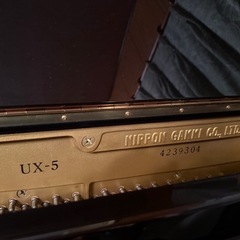 NIPPON GAKKI CO., LTD.
4239304
UX-5